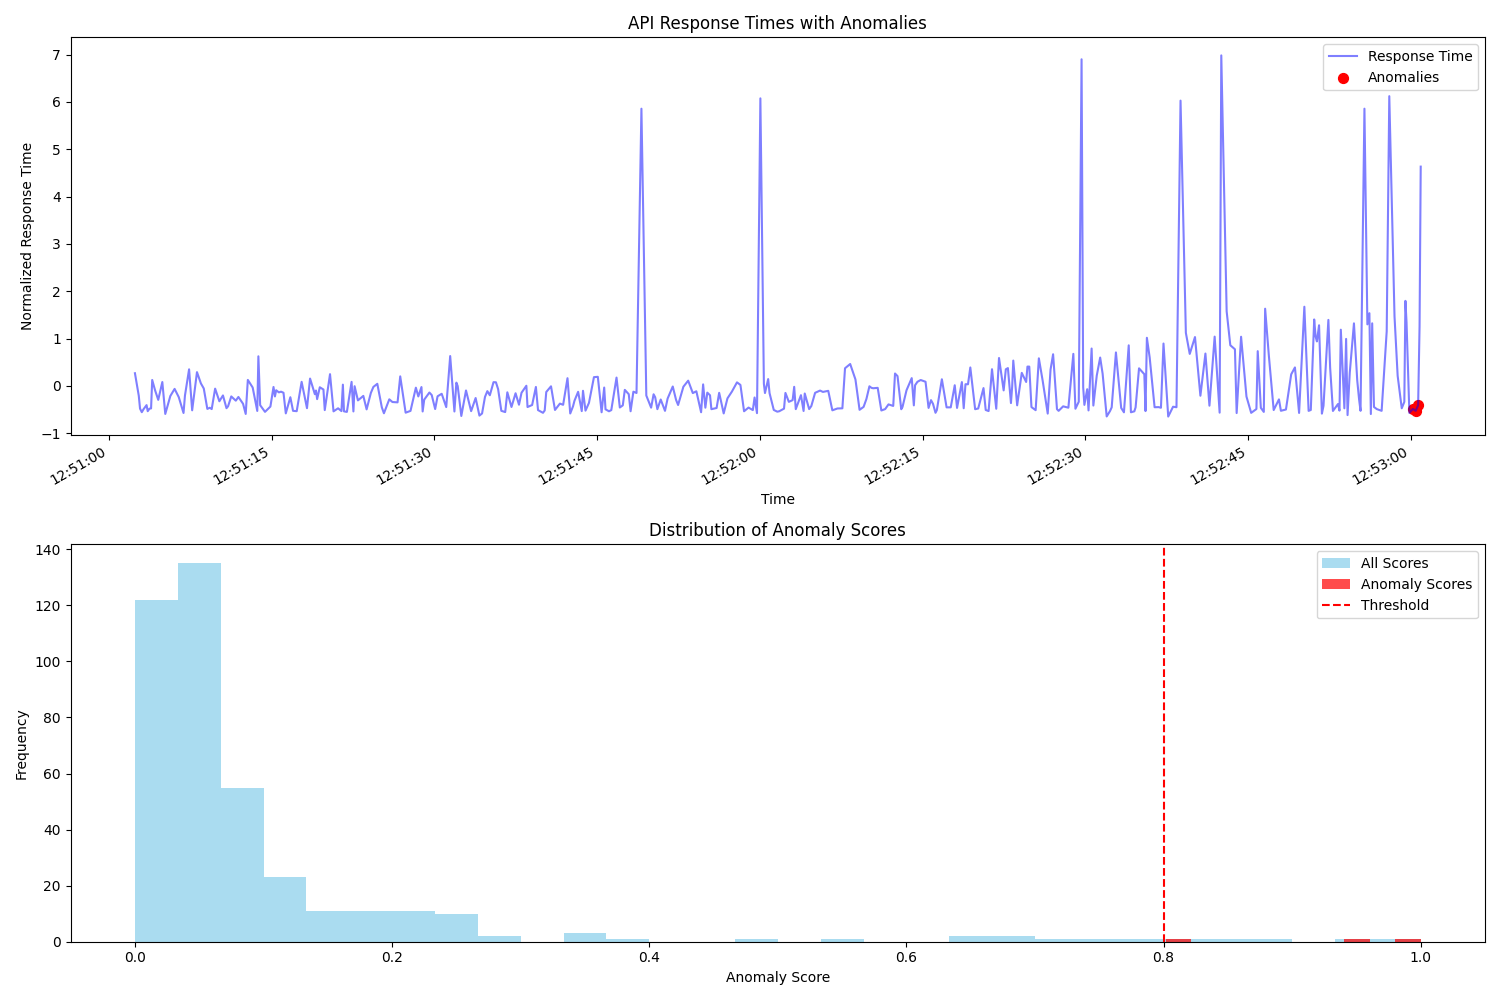 API Response Times with Anomalies
Response Time
Anomalies
Normalized Response Time
7
6
5
4
3
2
1
0
−1
12:51:00
12:51:15
12:51:30
12:51:45
12:52:00
12:52:15
12:52:30
12:52:45
12:53:00
Time
Distribution of Anomaly Scores
All Scores
Anomaly Scores
Threshold
Frequency
140
120
100
80
60
40
20
0
0.0
0.2
0.4
0.6
0.8
1.0
Anomaly Score